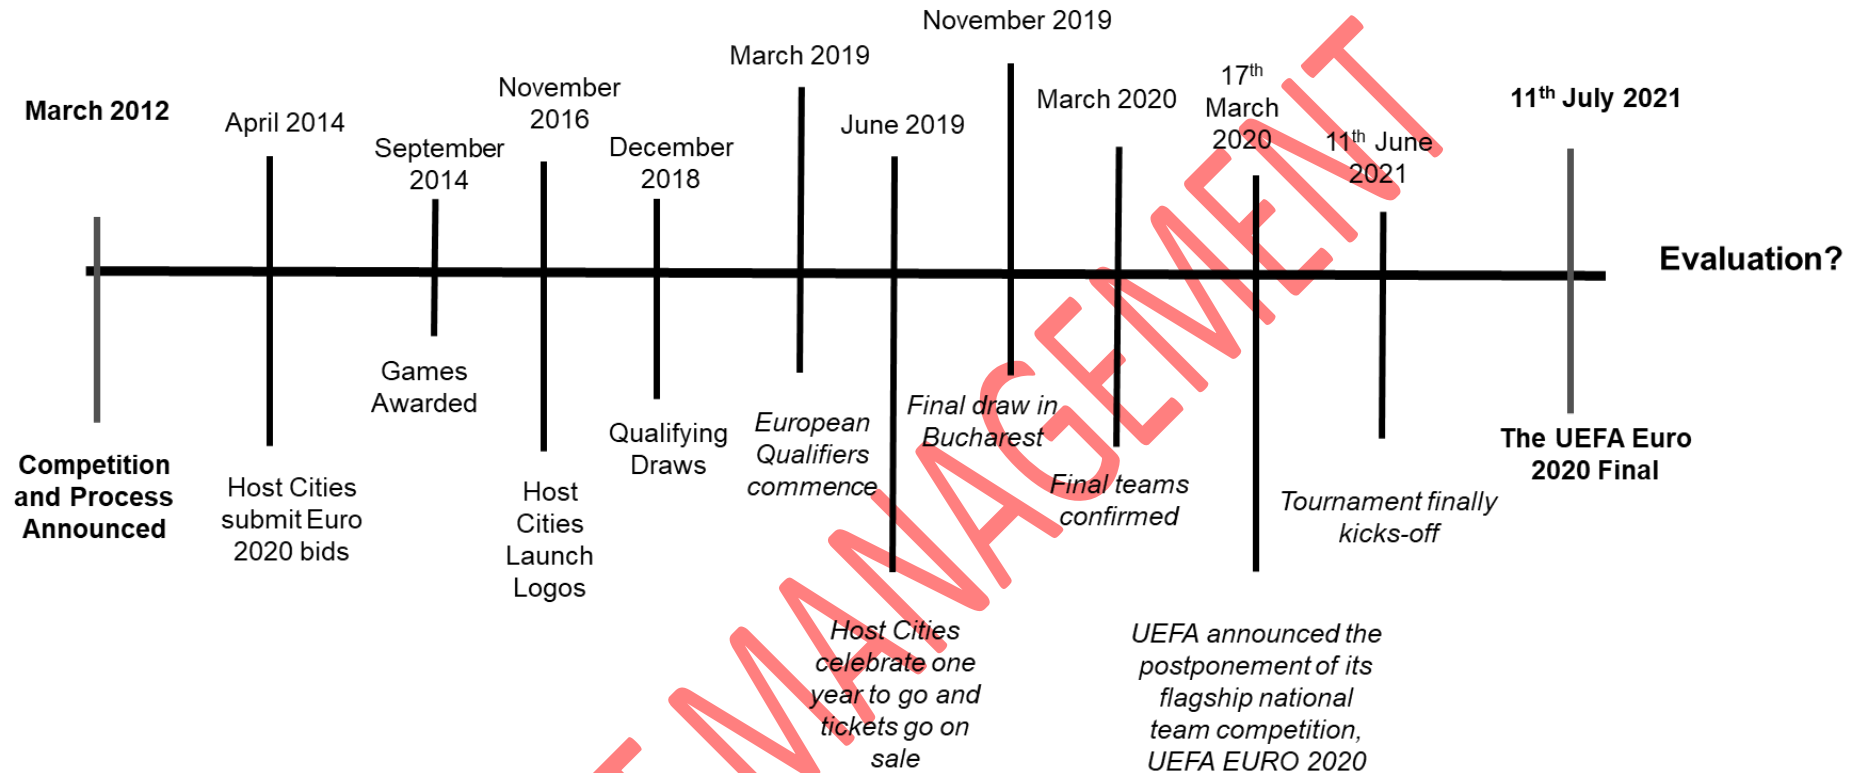 March 2012
Competition
and Process
Announced
April 2014
Host Cities
submit Euro
2020 bids
September
2014
Games
Awarded
November
2016
Host
Cities
Launch
Logos
December
2018
Qualifying
Draws
March 2019
European
Qualifiers
commence
June 2019
Host Cities
celebrate one
year to go and
tickets go on
sale
November 2019
Final draw in
Bucharest
March 2020
Final teams
confirmed
17th
March
2020
UEFA announced the
postponement of its
flagship national
team competition,
UEFA EURO 2020
11th June
2021
Tournament finally
kicks-off
11th July 2021
The UEFA Euro
2020 Final
Evaluation?
MANAGEMENT